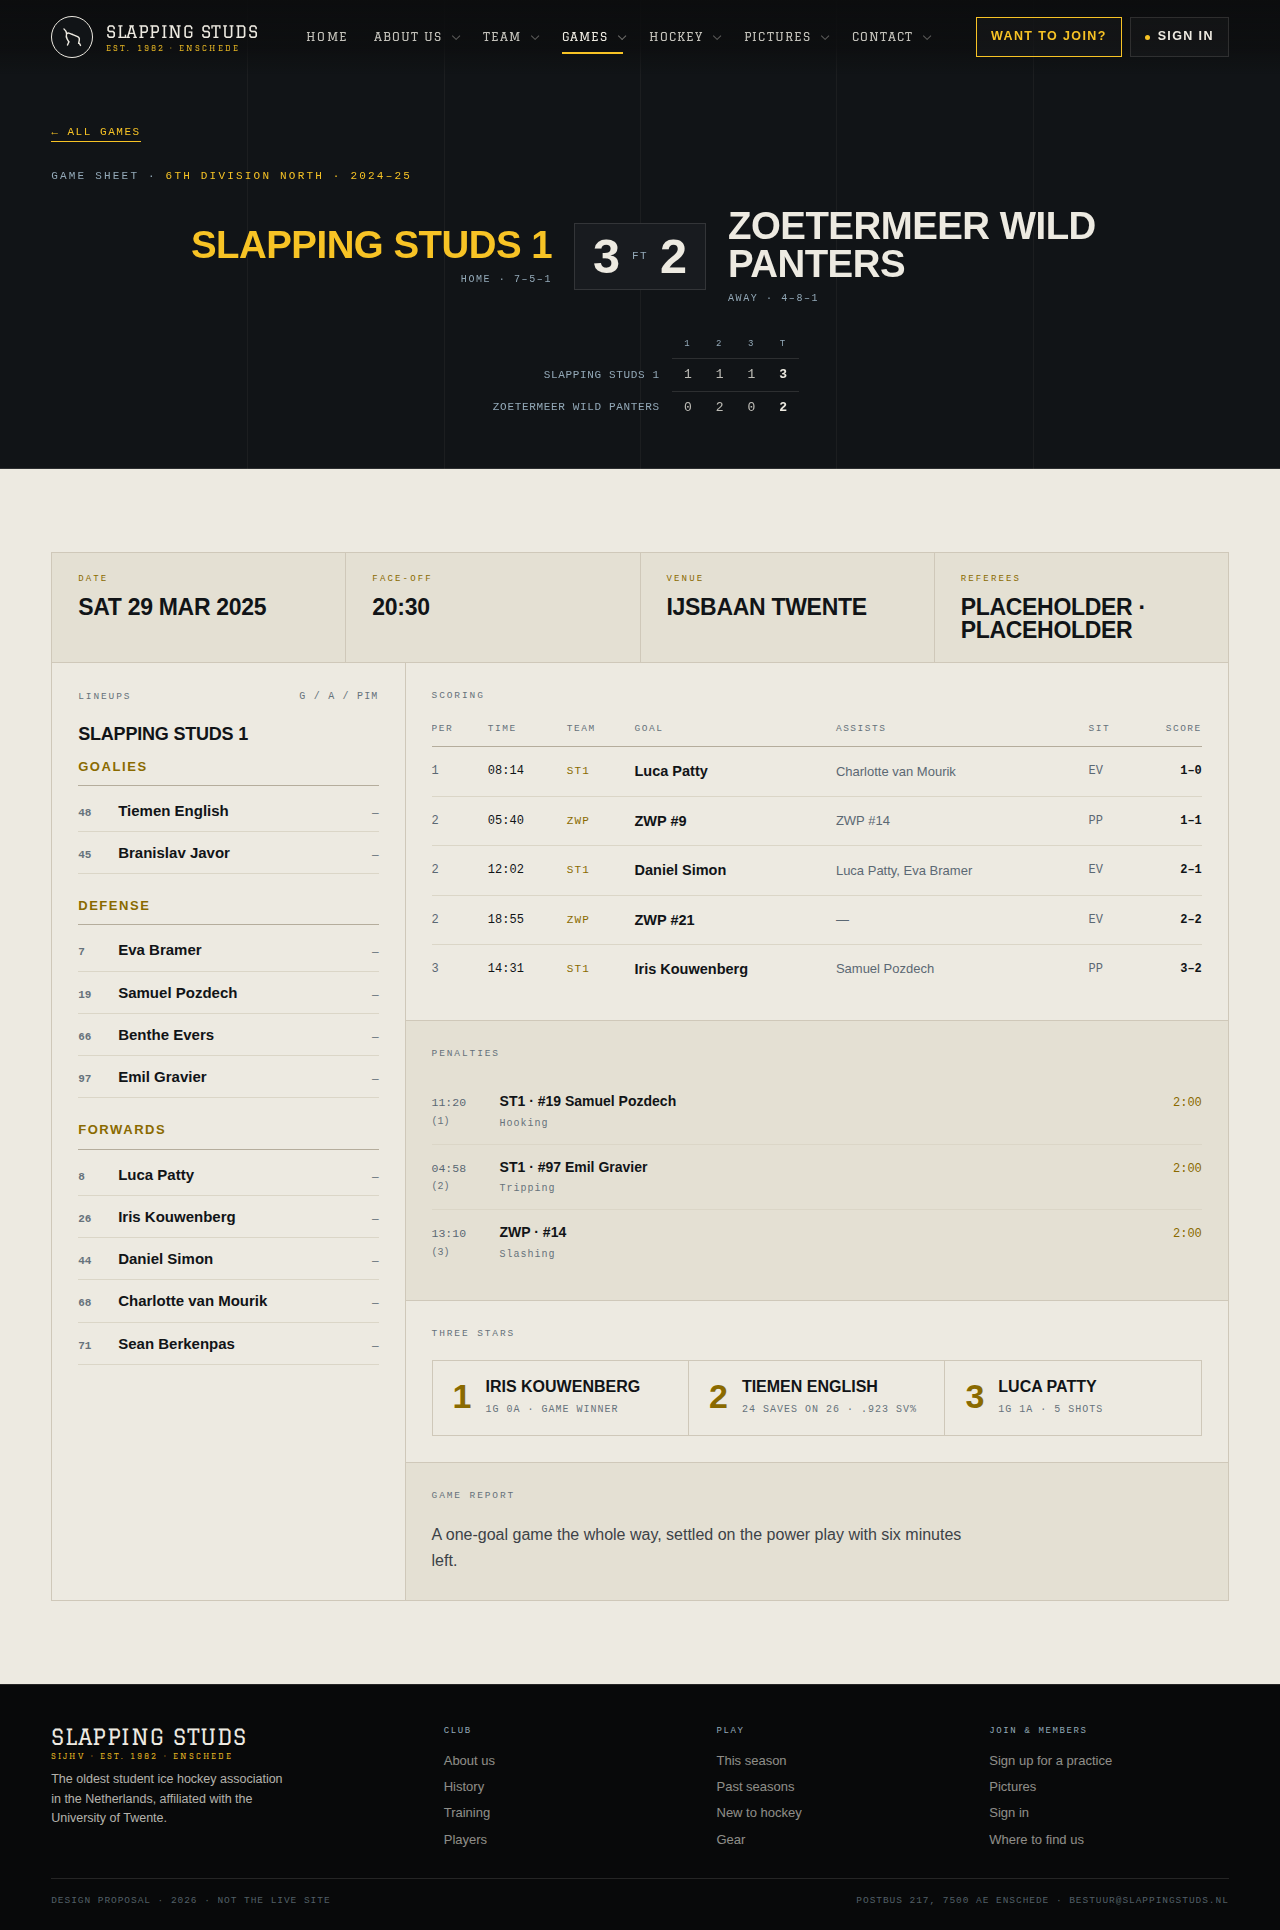 SLAPPING STUDS
EST. 1982 · ENSCHEDE
HOME
ABOUT US
TEAM
GAMES
HOCKEY
PICTURES
CONTACT
WANT TO JOIN?
SIGN IN
← ALL GAMES
GAME SHEET · 6TH DIVISION NORTH · 2024–25
SLAPPING STUDS 1
HOME · 7–5–1
3 FT 2
ZOETERMEER WILD
PANTERS
AWAY · 4–8–1
1 2 3 T
SLAPPING STUDS 1 1 1 1 3
ZOETERMEER WILD PANTERS 0 2 0 2
DATE
SAT 29 MAR 2025
FACE-OFF
20:30
VENUE
IJSBAAN TWENTE
REFEREES
PLACEHOLDER ·
PLACEHOLDER
LINEUPS G / A / PIM
SLAPPING STUDS 1
GOALIES
48 Tiemen English –
45 Branislav Javor –
DEFENSE
7 Eva Bramer –
19 Samuel Pozdech –
66 Benthe Evers –
97 Emil Gravier –
FORWARDS
8 Luca Patty –
26 Iris Kouwenberg –
44 Daniel Simon –
68 Charlotte van Mourik –
71 Sean Berkenpas –
SCORING
PER TIME TEAM GOAL ASSISTS SIT SCORE
1 08:14 ST1 Luca Patty Charlotte van Mourik EV 1–0
2 05:40 ZWP ZWP #9 ZWP #14 PP 1–1
2 12:02 ST1 Daniel Simon Luca Patty, Eva Bramer EV 2–1
2 18:55 ZWP ZWP #21 — EV 2–2
3 14:31 ST1 Iris Kouwenberg Samuel Pozdech PP 3–2
PENALTIES
11:20 ST1 · #19 Samuel Pozdech 2:00
(1) Hooking
04:58 ST1 · #97 Emil Gravier 2:00
(2) Tripping
13:10 ZWP · #14 2:00
(3) Slashing
THREE STARS
1 IRIS KOUWENBERG
1G 0A · GAME WINNER
2 TIEMEN ENGLISH
24 SAVES ON 26 · .923 SV%
3 LUCA PATTY
1G 1A · 5 SHOTS
GAME REPORT
A one-goal game the whole way, settled on the power play with six minutes
left.
SLAPPING STUDS
SIJHV · EST. 1982 · ENSCHEDE
The oldest student ice hockey association
in the Netherlands, affiliated with the
University of Twente.
CLUB
About us
History
Training
Players
PLAY
This season
Past seasons
New to hockey
Gear
JOIN & MEMBERS
Sign up for a practice
Pictures
Sign in
Where to find us
DESIGN PROPOSAL · 2026 · NOT THE LIVE SITE
POSTBUS 217, 7500 AE ENSCHEDE · BESTUUR@SLAPPINGSTUDS.NL